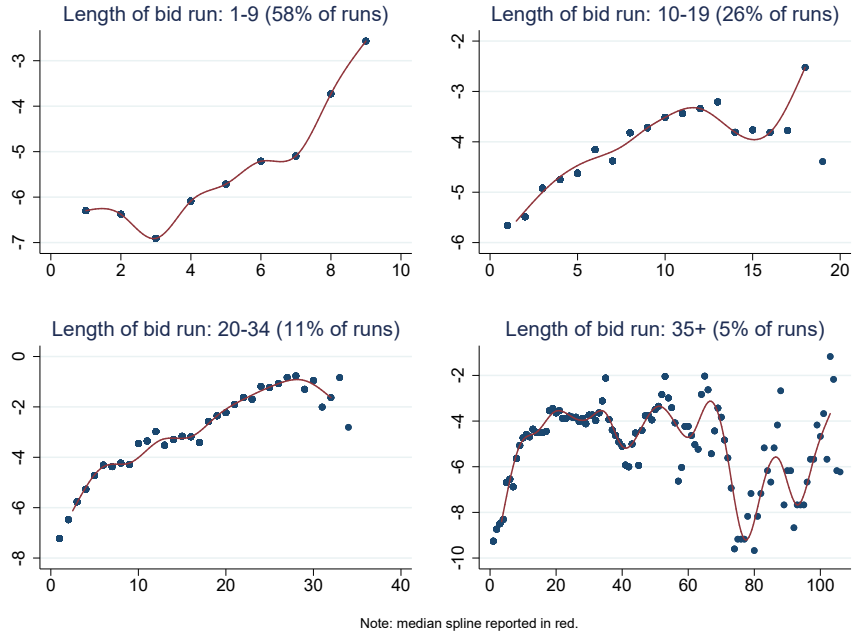 Length of bid run: 1-9 (58% of runs)
-3
-4
-5
-6
-7
0 2 4 6 8 10
Length of bid run: 10-19 (26% of runs)
-2
-3
-4
-5
-6
0 5 10 15 20
Length of bid run: 20-34 (11% of runs)
0
-2
-4
-6
-8
0 10 20 30 40
Length of bid run: 35+ (5% of runs)
-2
-4
-6
-8
-10
0 20 40 60 80 100
Note: median spline reported in red.